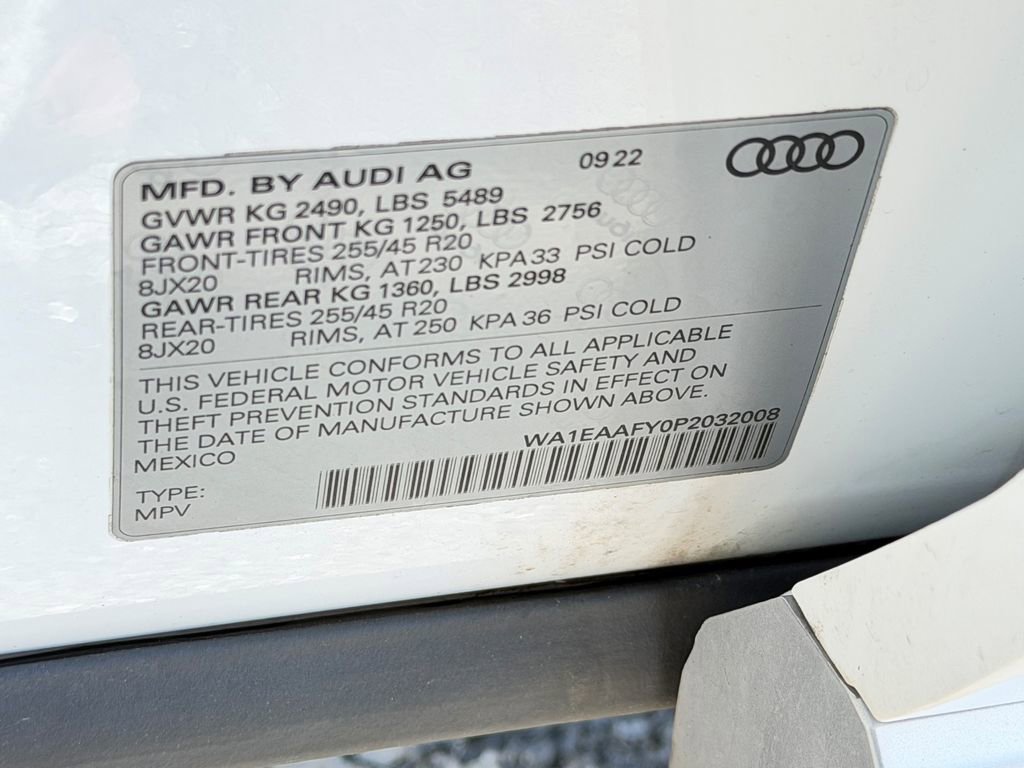 MFD. BY AUDI AG 09 22
GVWR KG 2490, LBS 5489
GAWR FRONT KG 1250, LBS 2756
FRONT-TIRES 255/45 R20
8JX20 RIMS, AT 230 KPA 33 PSI COLD
GAWR REAR KG 1360, LBS 2998
REAR-TIRES 255/45 R20
8JX20 RIMS, AT 250 KPA 36 PSI COLD
THIS VEHICLE CONFORMS TO ALL APPLICABLE
U.S. FEDERAL MOTOR VEHICLE SAFETY AND
THEFT PREVENTION STANDARDS IN EFFECT ON
THE DATE OF MANUFACTURE SHOWN ABOVE.
MEXICO WA1EAAFY0P2032008
TYPE:
MPV